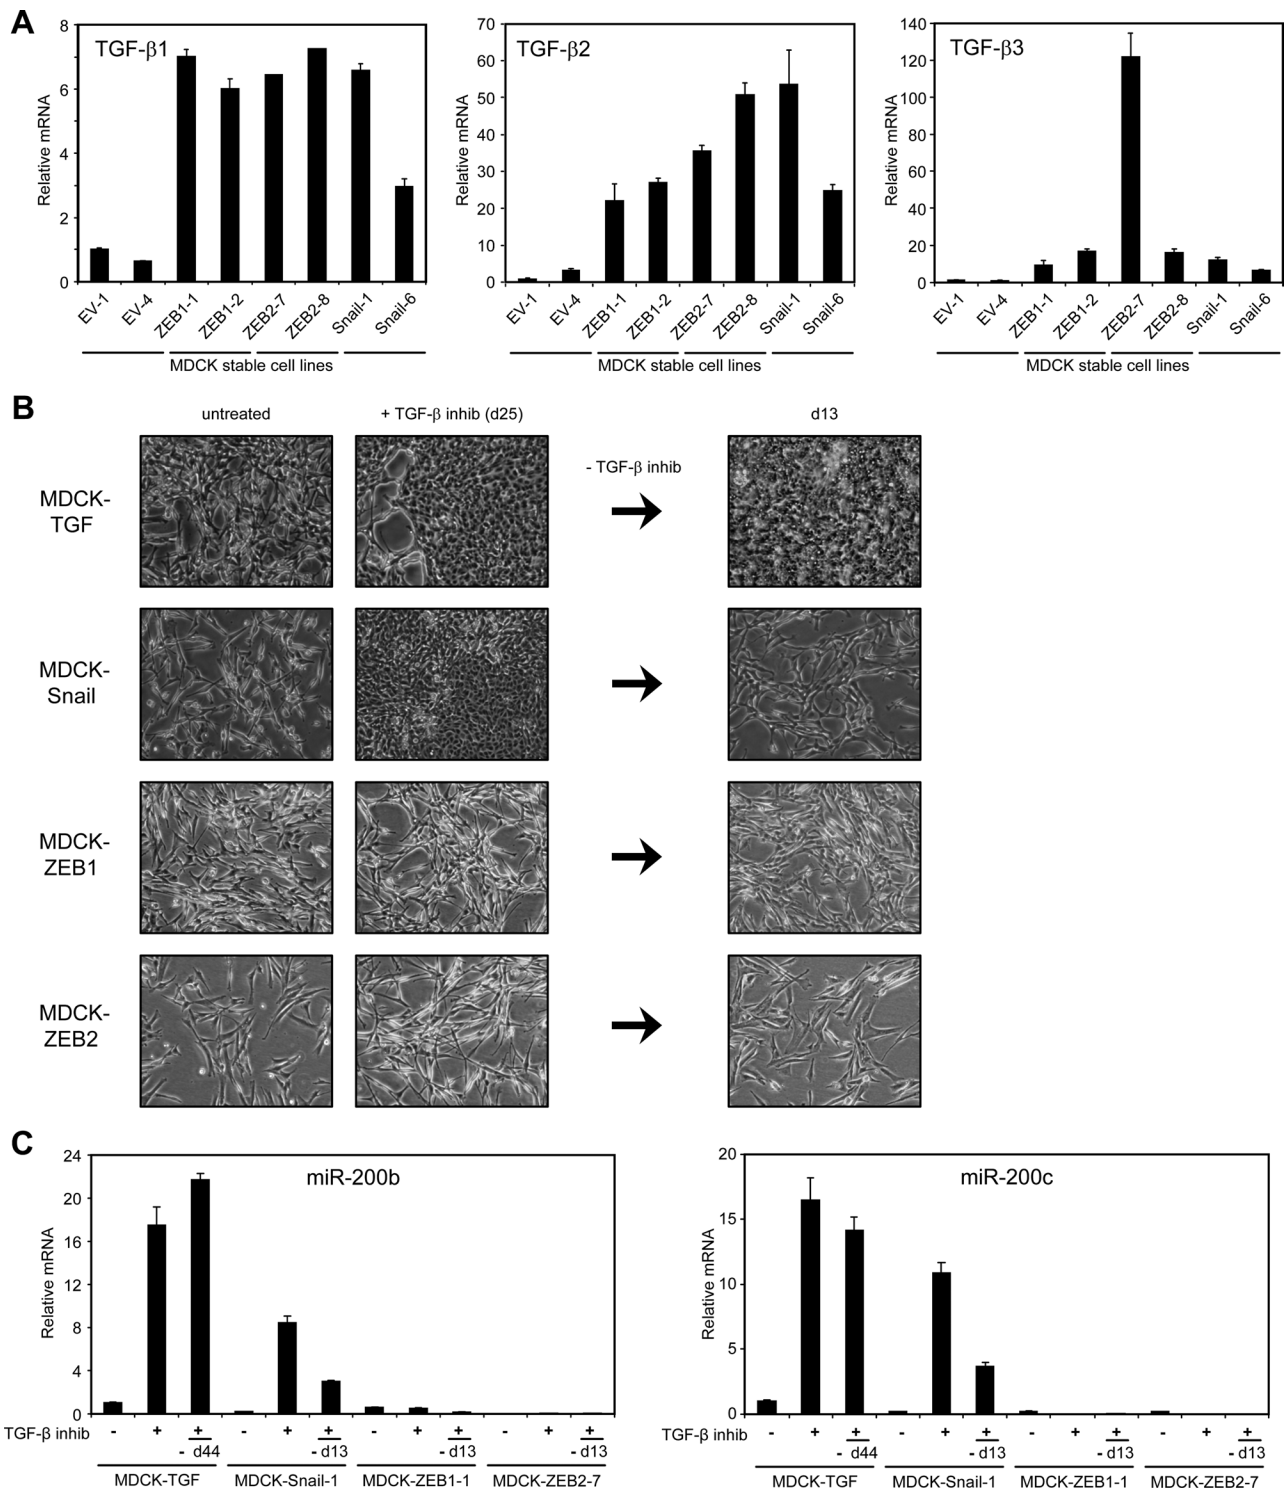 A
TGF-β1
Relative mRNA
8
6
4
2
0
EV-1
EV-4
ZEB1-1
ZEB1-2
ZEB2-7
ZEB2-8
Snail-1
Snail-6
MDCK stable cell lines
TGF-β2
Relative mRNA
70
60
50
40
30
20
10
0
EV-1
EV-4
ZEB1-1
ZEB1-2
ZEB2-7
ZEB2-8
Snail-1
Snail-6
MDCK stable cell lines
TGF-β3
Relative mRNA
140
120
100
80
60
40
20
0
EV-1
EV-4
ZEB1-1
ZEB1-2
ZEB2-7
ZEB2-8
Snail-1
Snail-6
MDCK stable cell lines
B
untreated
+ TGF-β inhib (d25)
d13
- TGF-β inhib
MDCK-
TGF
MDCK-
Snail
MDCK-
ZEB1
MDCK-
ZEB2
C
miR-200b
Relative mRNA
24
20
16
12
8
4
0
TGF-β inhib - + + - + + - + + - + +
- d44 - d13 - d13 - d13
MDCK-TGF MDCK-Snail-1 MDCK-ZEB1-1 MDCK-ZEB2-7
miR-200c
Relative mRNA
20
15
10
5
0
TGF-β inhib - + + - + + - + + - + +
- d44 - d13 - d13 - d13
MDCK-TGF MDCK-Snail-1 MDCK-ZEB1-1 MDCK-ZEB2-7